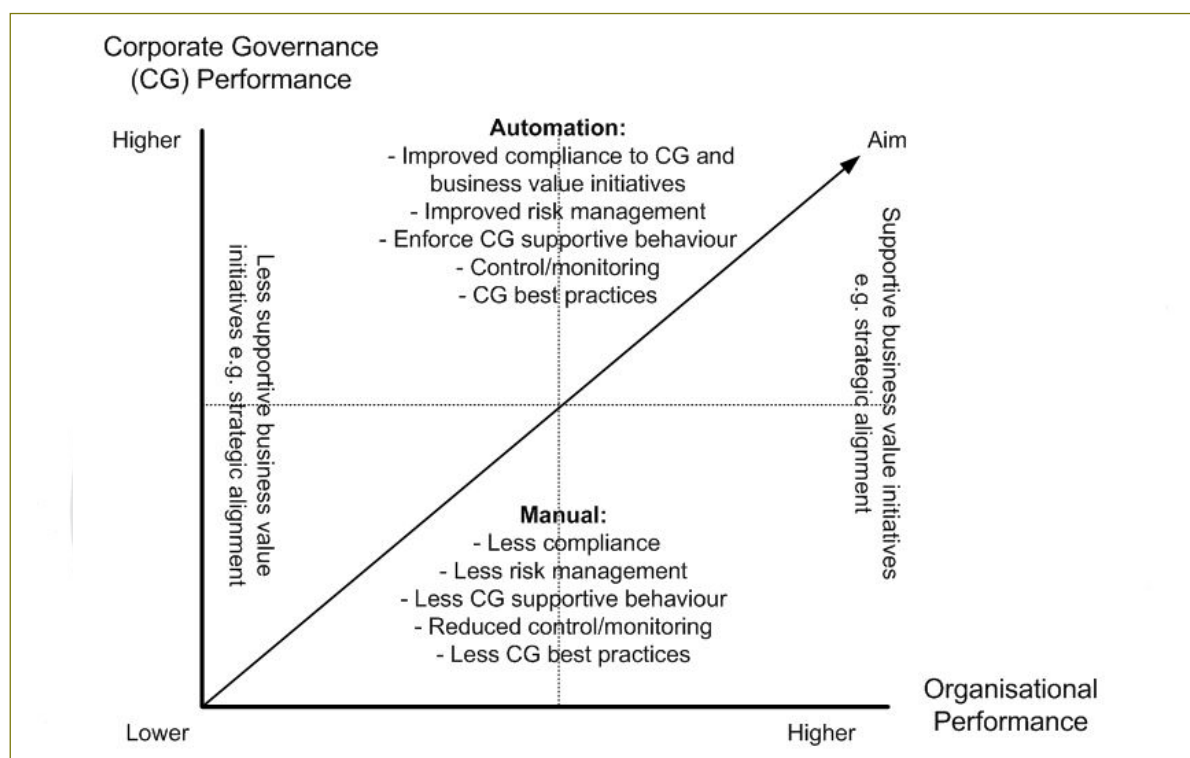 Corporate Governance
(CG) Performance
Higher
Automation:
- Improved compliance to CG and
business value initiatives
- Improved risk management
- Enforce CG supportive behaviour
- Control/monitoring
- CG best practices
Aim
Less supportive business value
initiatives e.g. strategic alignment
Supportive business value initiatives
e.g. strategic alignment
Manual:
- Less compliance
- Less risk management
- Less CG supportive behaviour
- Reduced control/monitoring
- Less CG best practices
Lower
Higher
Organisational
Performance